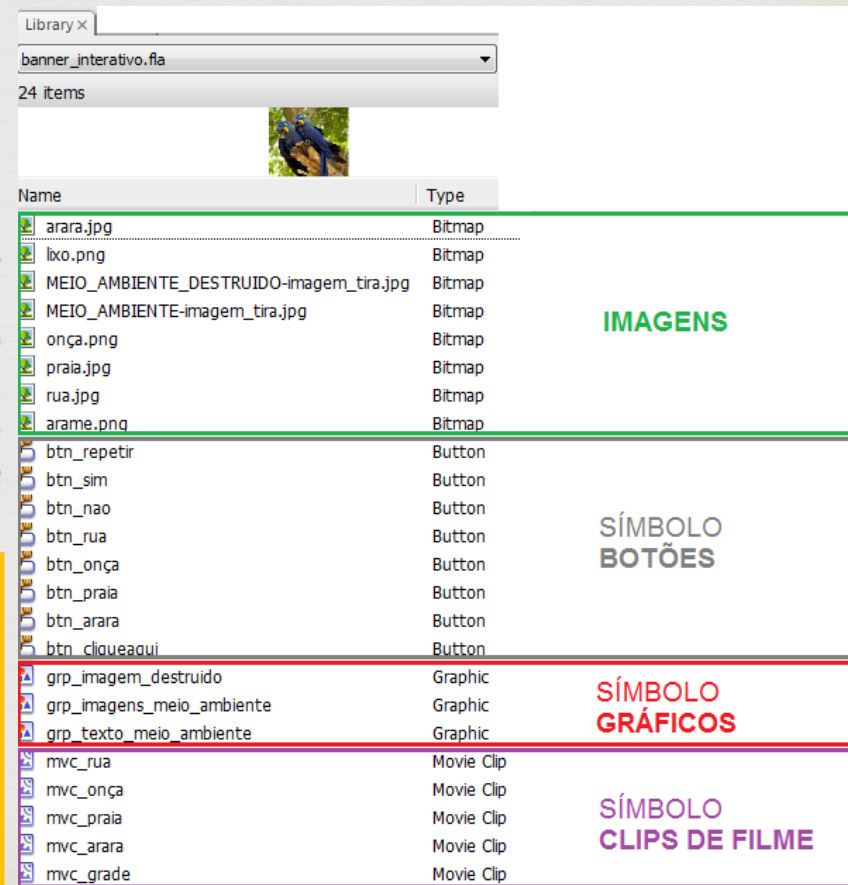 Library ×
banner_interativo.fla
24 items
Name Type
arara.jpg Bitmap
lixo.png Bitmap
MEIO_AMBIENTE_DESTRUIDO-imagem_tira.jpg Bitmap
MEIO_AMBIENTE-imagem_tira.jpg Bitmap
onça.png Bitmap
praia.jpg Bitmap
rua.jpg Bitmap
arame.png Bitmap
IMAGENS
btn_repetir Button
btn_sim Button
btn_nao Button
btn_rua Button
btn_onça Button
btn_praia Button
btn_arara Button
btn_cliqueaqui Button
SÍMBOLO
BOTÕES
grp_imagem_destruido Graphic
grp_imagens_meio_ambiente Graphic
grp_texto_meio_ambiente Graphic
SÍMBOLO
GRÁFICOS
mvc_rua Movie Clip
mvc_onça Movie Clip
mvc_praia Movie Clip
mvc_arara Movie Clip
mvc_grade Movie Clip
SÍMBOLO
CLIPS DE FILME